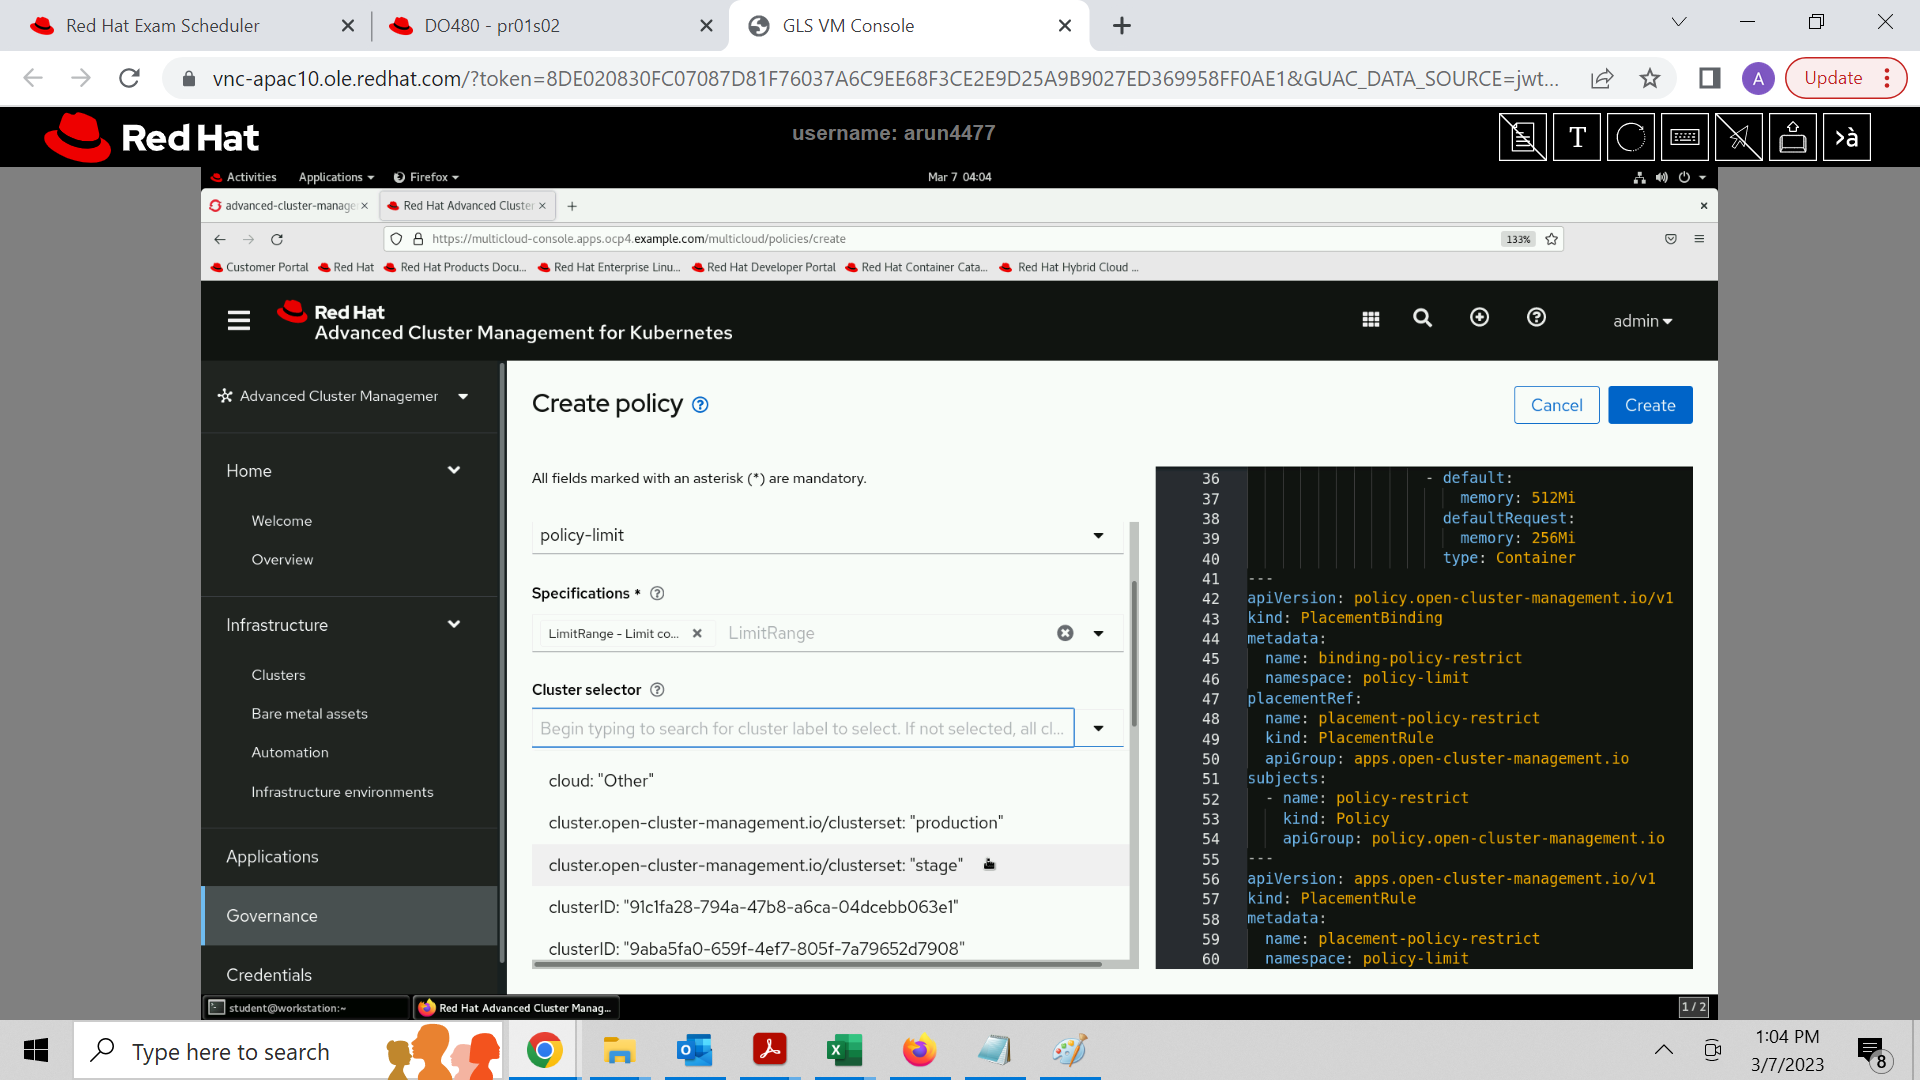 Red Hat Exam Scheduler
DO480 - pr01s02
GLS VM Console
vnc-apac10.ole.redhat.com/?token=8DE020830FC07087D81F76037A6C9EE68F3CE2E9D25A9B9027ED369958FF0AE1&GUAC_DATA_SOURCE=jwt...
A
Update
Red Hat
username: arun4477
T
>à
Activities
Applications
Firefox
Mar 7 04:04
advanced-cluster-manage
Red Hat Advanced Cluster
https://multicloud-console.apps.ocp4.example.com/multicloud/policies/create
133%
Customer Portal
Red Hat
Red Hat Products Docu...
Red Hat Enterprise Linu...
Red Hat Developer Portal
Red Hat Container Cata...
Red Hat Hybrid Cloud ...
Red Hat
Advanced Cluster Management for Kubernetes
admin
Advanced Cluster Managemer
Home
Welcome
Overview
Infrastructure
Clusters
Bare metal assets
Automation
Infrastructure environments
Applications
Governance
Credentials
Create policy
Cancel
Create
All fields marked with an asterisk (*) are mandatory.
policy-limit
Specifications *
LimitRange - Limit co...
LimitRange
Cluster selector
Begin typing to search for cluster label to select. If not selected, all cl...
cloud: "Other"
cluster.open-cluster-management.io/clusterset: "production"
cluster.open-cluster-management.io/clusterset: "stage"
clusterID: "91c1fa28-794a-47b8-a6ca-04dcebb063e1"
clusterID: "9aba5fa0-659f-4ef7-805f-7a79652d7908"
36 - default:
37 memory: 512Mi
38 defaultRequest:
39 memory: 256Mi
40 type: Container
41 ---
42 apiVersion: policy.open-cluster-management.io/v1
43 kind: PlacementBinding
44 metadata:
45 name: binding-policy-restrict
46 namespace: policy-limit
47 placementRef:
48 name: placement-policy-restrict
49 kind: PlacementRule
50 apiGroup: apps.open-cluster-management.io
51 subjects:
52 - name: policy-restrict
53 kind: Policy
54 apiGroup: policy.open-cluster-management.io
55 ---
56 apiVersion: apps.open-cluster-management.io/v1
57 kind: PlacementRule
58 metadata:
59 name: placement-policy-restrict
60 namespace: policy-limit
student@workstation:~
Red Hat Advanced Cluster Manag...
1 / 2
Type here to search
1:04 PM
3/7/2023
8